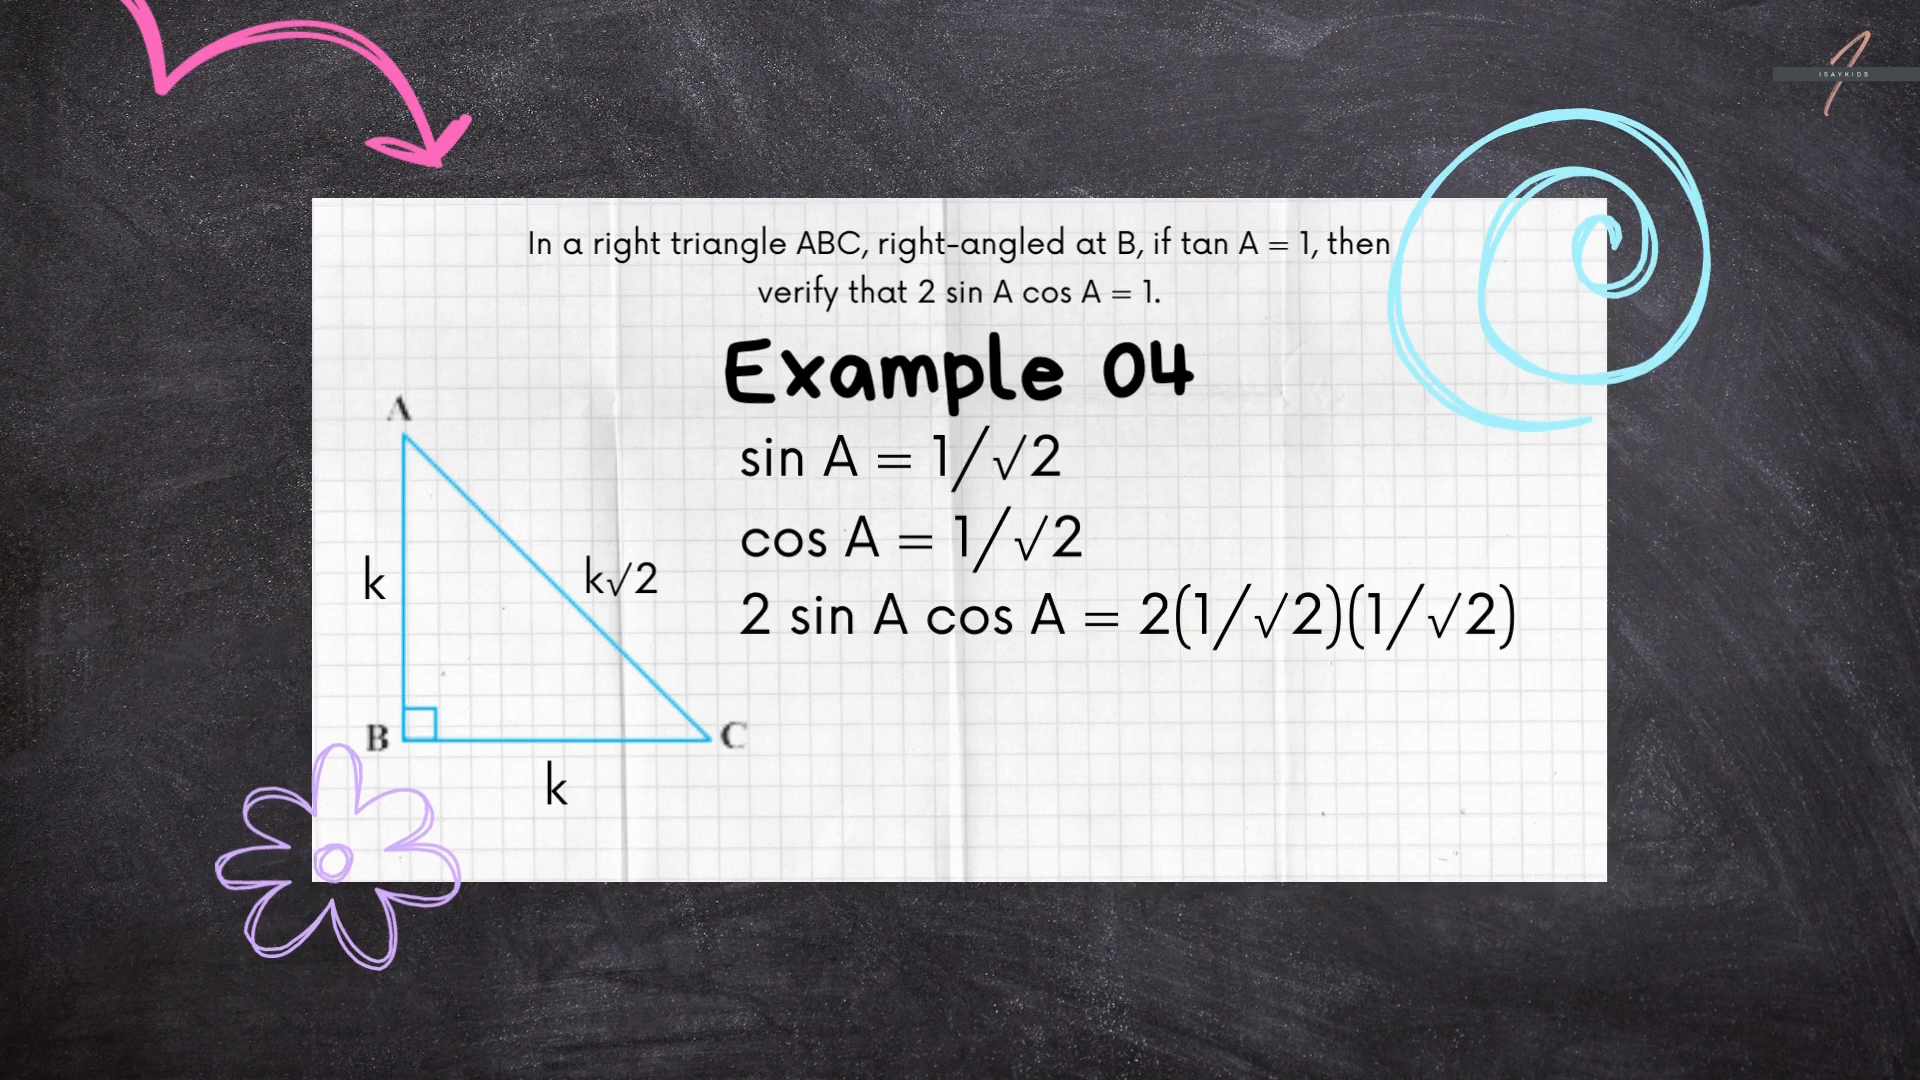 ISAYKIDS
In a right triangle ABC, right-angled at B, if tan A = 1, then
verify that 2 sin A cos A = 1.
Example 04
A
sin A = 1/√2
cos A = 1/√2
k
k√2
2 sin A cos A = 2(1/√2)(1/√2)
B
C
k